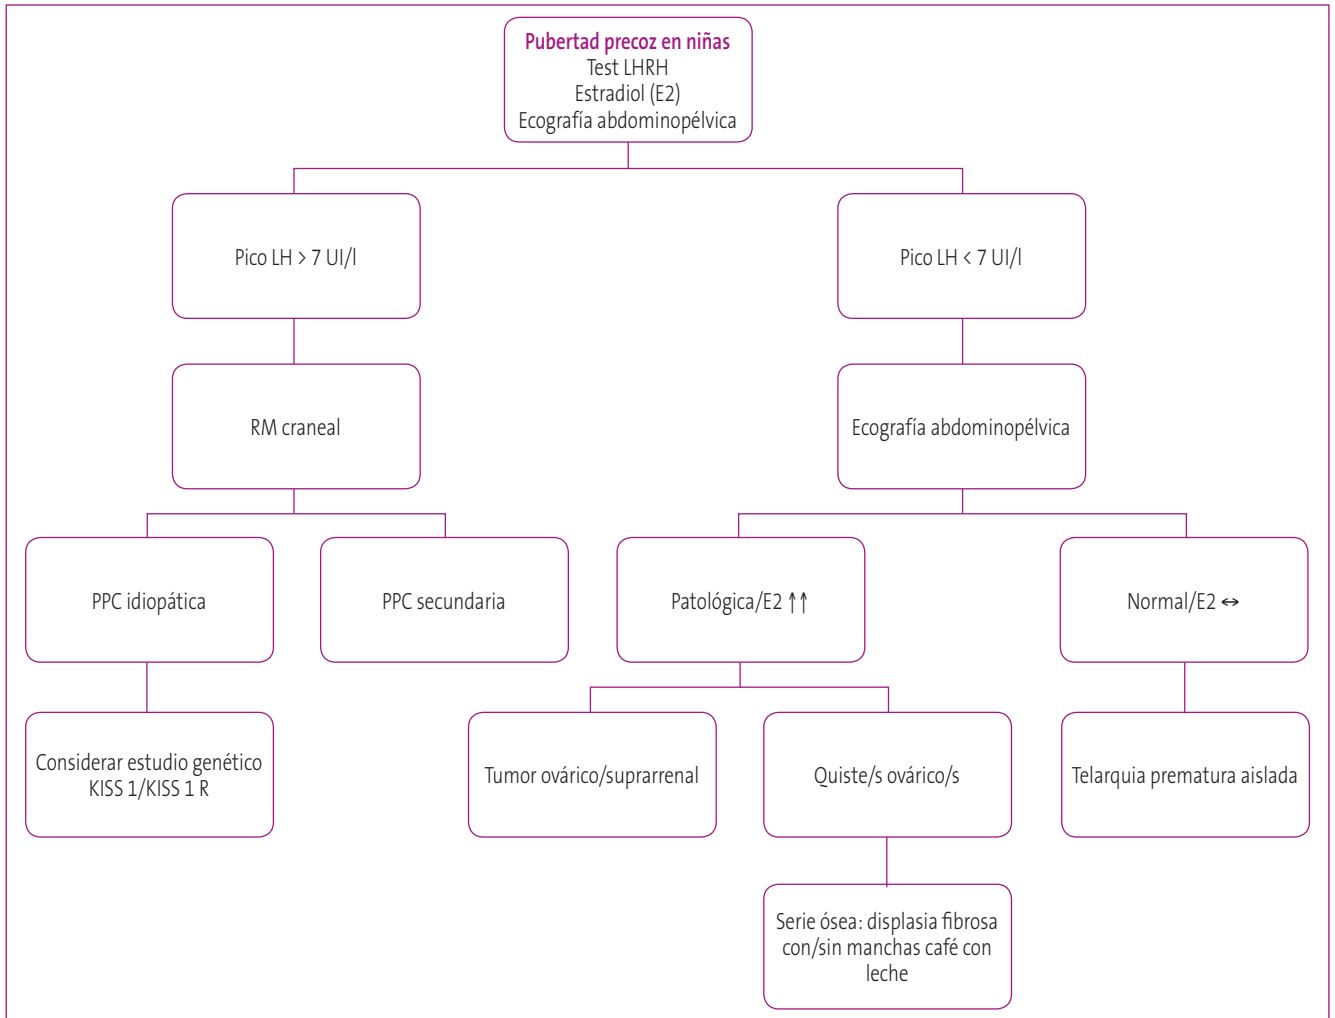 Pubertad precoz en niñas
Test LHRH
Estradiol (E2)
Ecografía abdominopélvica
Pico LH > 7 UI/l
Pico LH < 7 UI/l
RM craneal
Ecografía abdominopélvica
PPC idiopática
PPC secundaria
Patológica/E2 ↑↑
Normal/E2 ↔
Considerar estudio genético
KISS 1/KISS 1 R
Tumor ovárico/suprarrenal
Quiste/s ovárico/s
Telarquia prematura aislada
Serie ósea: displasia fibrosa
con/sin manchas café con
leche